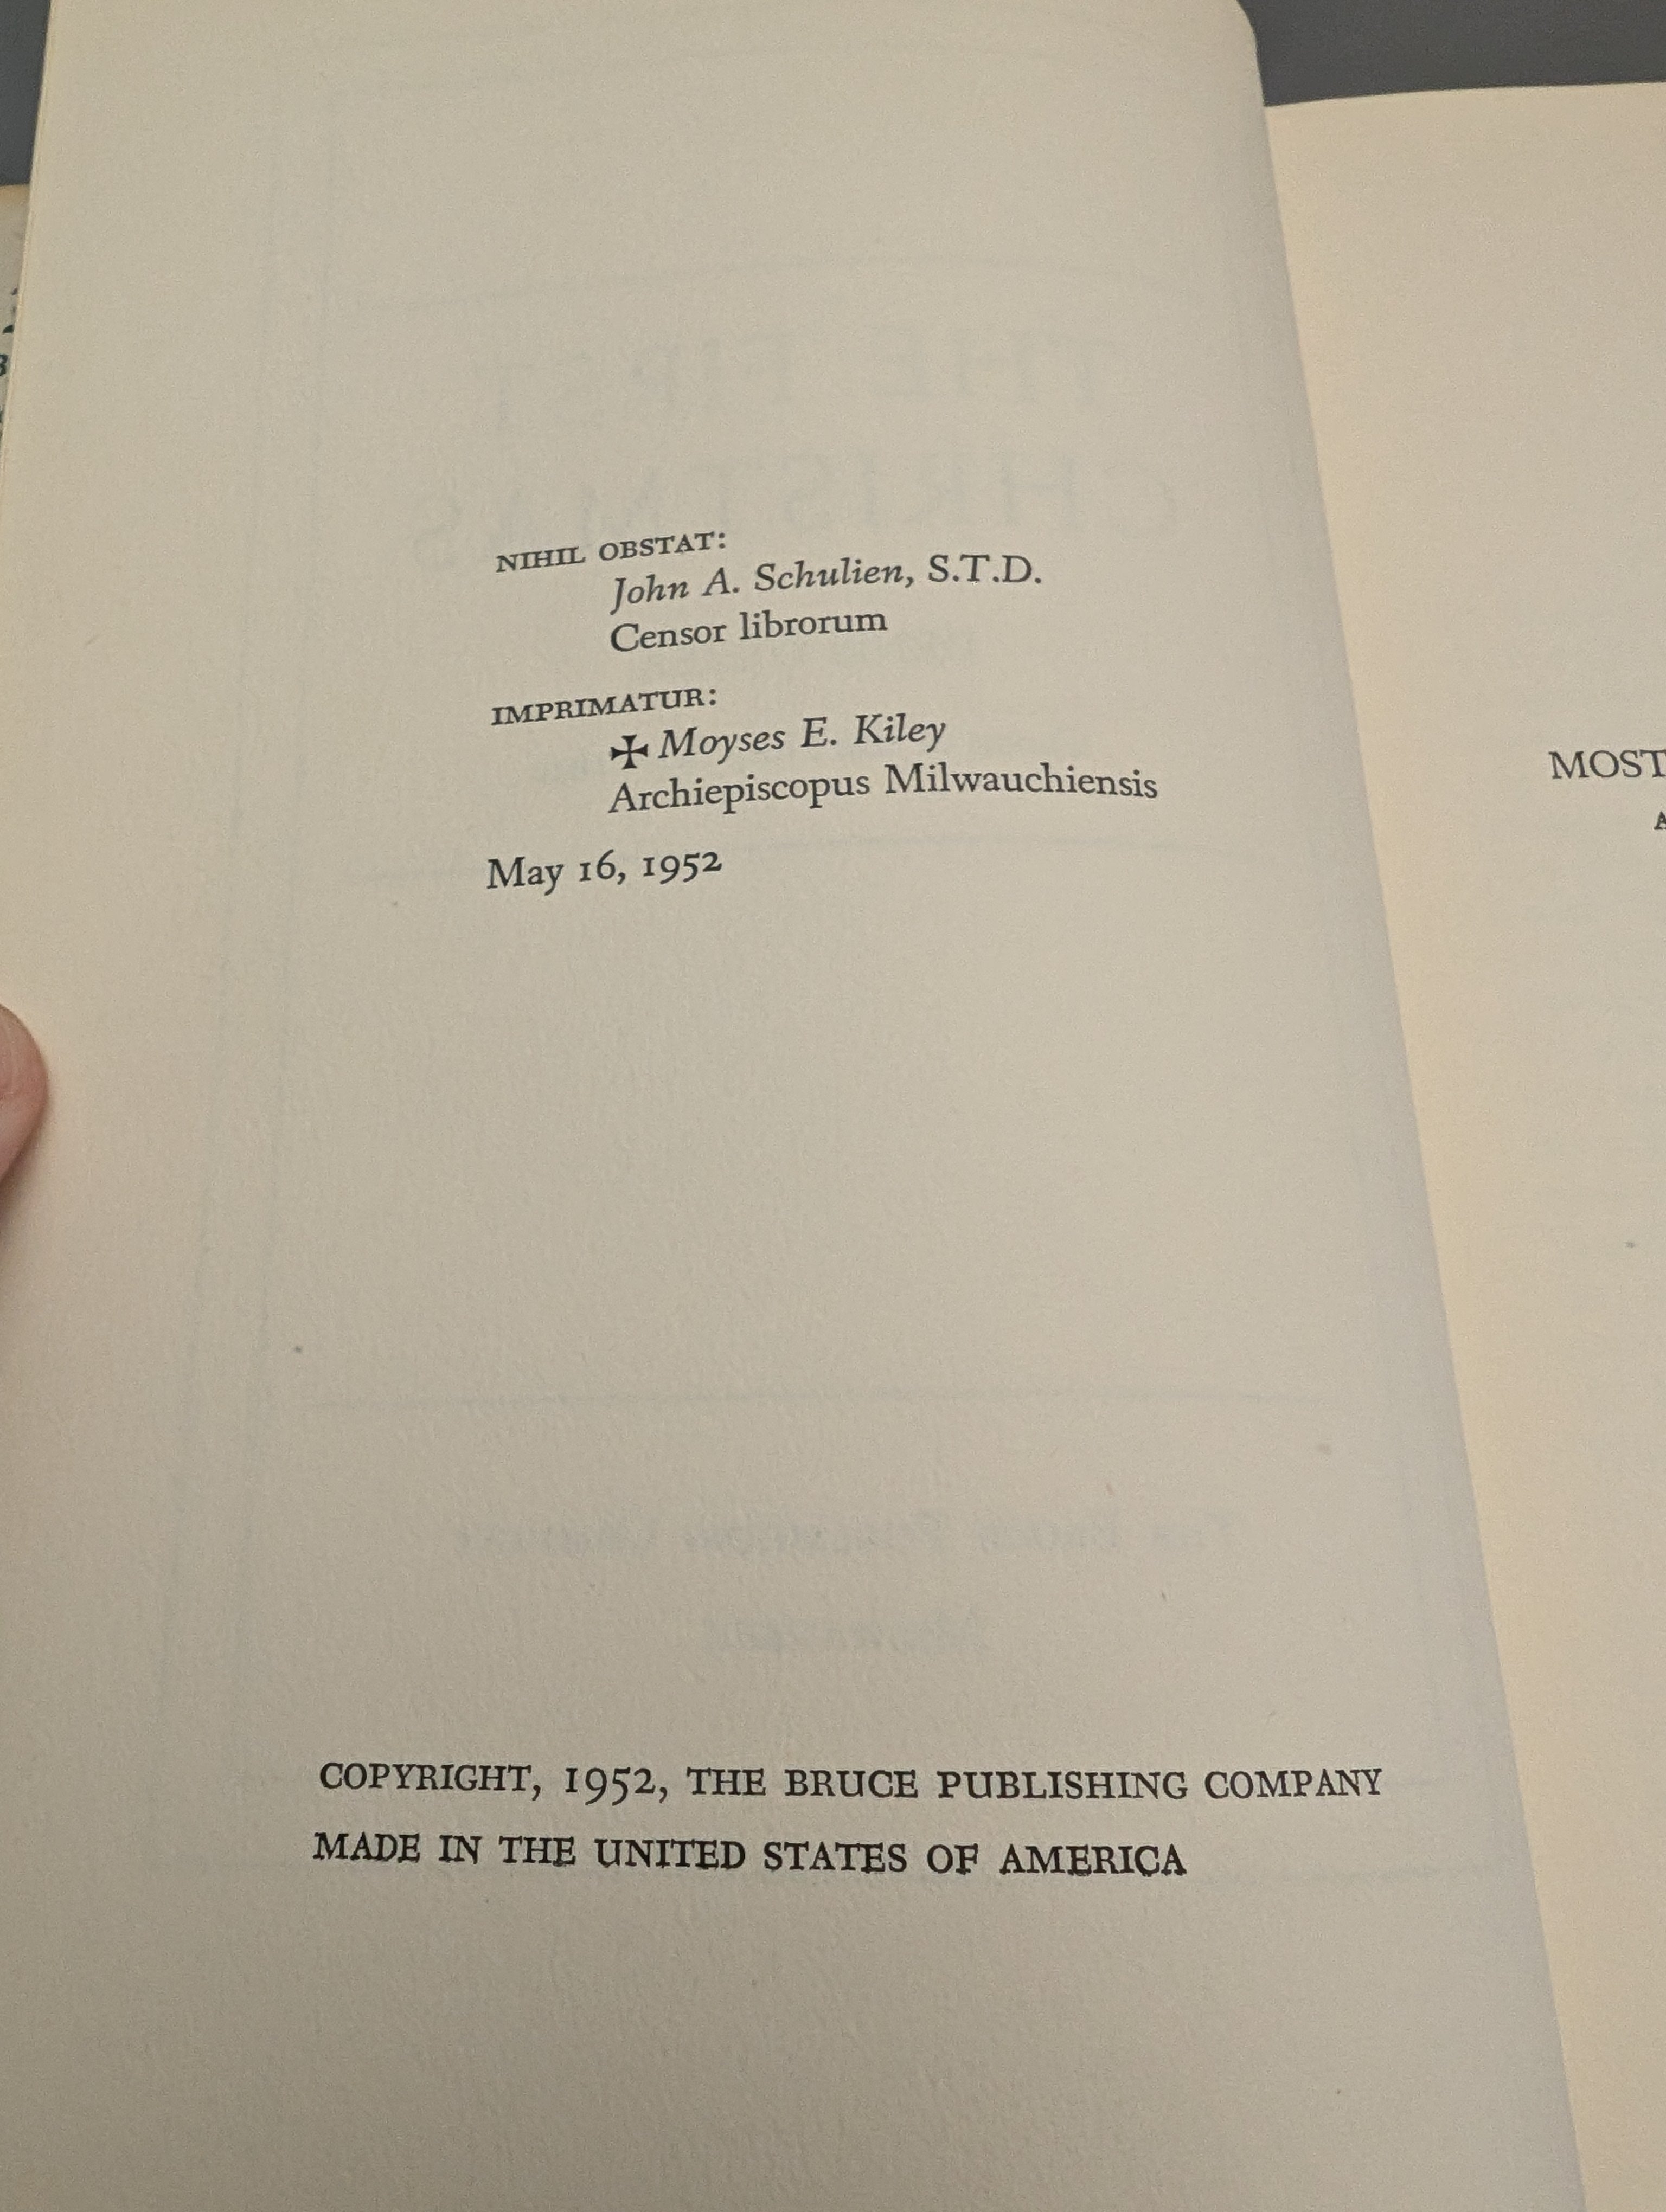 NIHIL OBSTAT:
John A. Schulien, S.T.D.
Censor librorum
IMPRIMATUR:
✠ Moyses E. Kiley
Archiepiscopus Milwauchiensis
May 16, 1952
COPYRIGHT, 1952, THE BRUCE PUBLISHING COMPANY
MADE IN THE UNITED STATES OF AMERICA
MOST